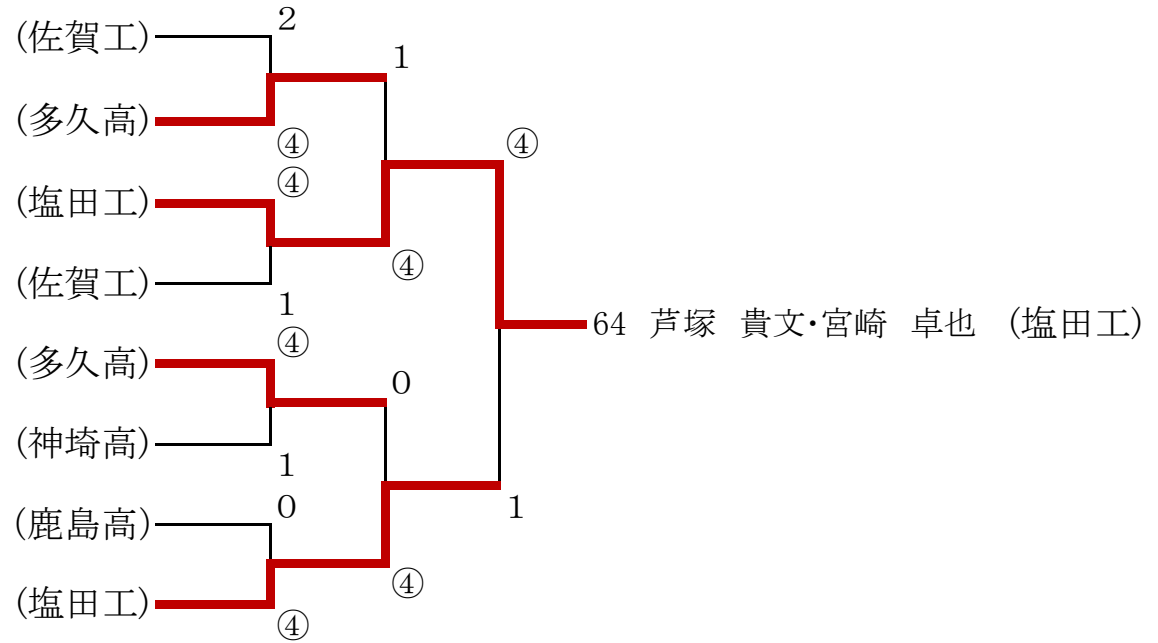 2
(佐賀工)
1
(多久高)
④
④
④
(塩田工)
④
(佐賀工)
1
64 芦塚 貴文・宮崎 卓也 (塩田工)
④
(多久高)
0
(神埼高)
1
0
1
(鹿島高)
④
(塩田工)
④